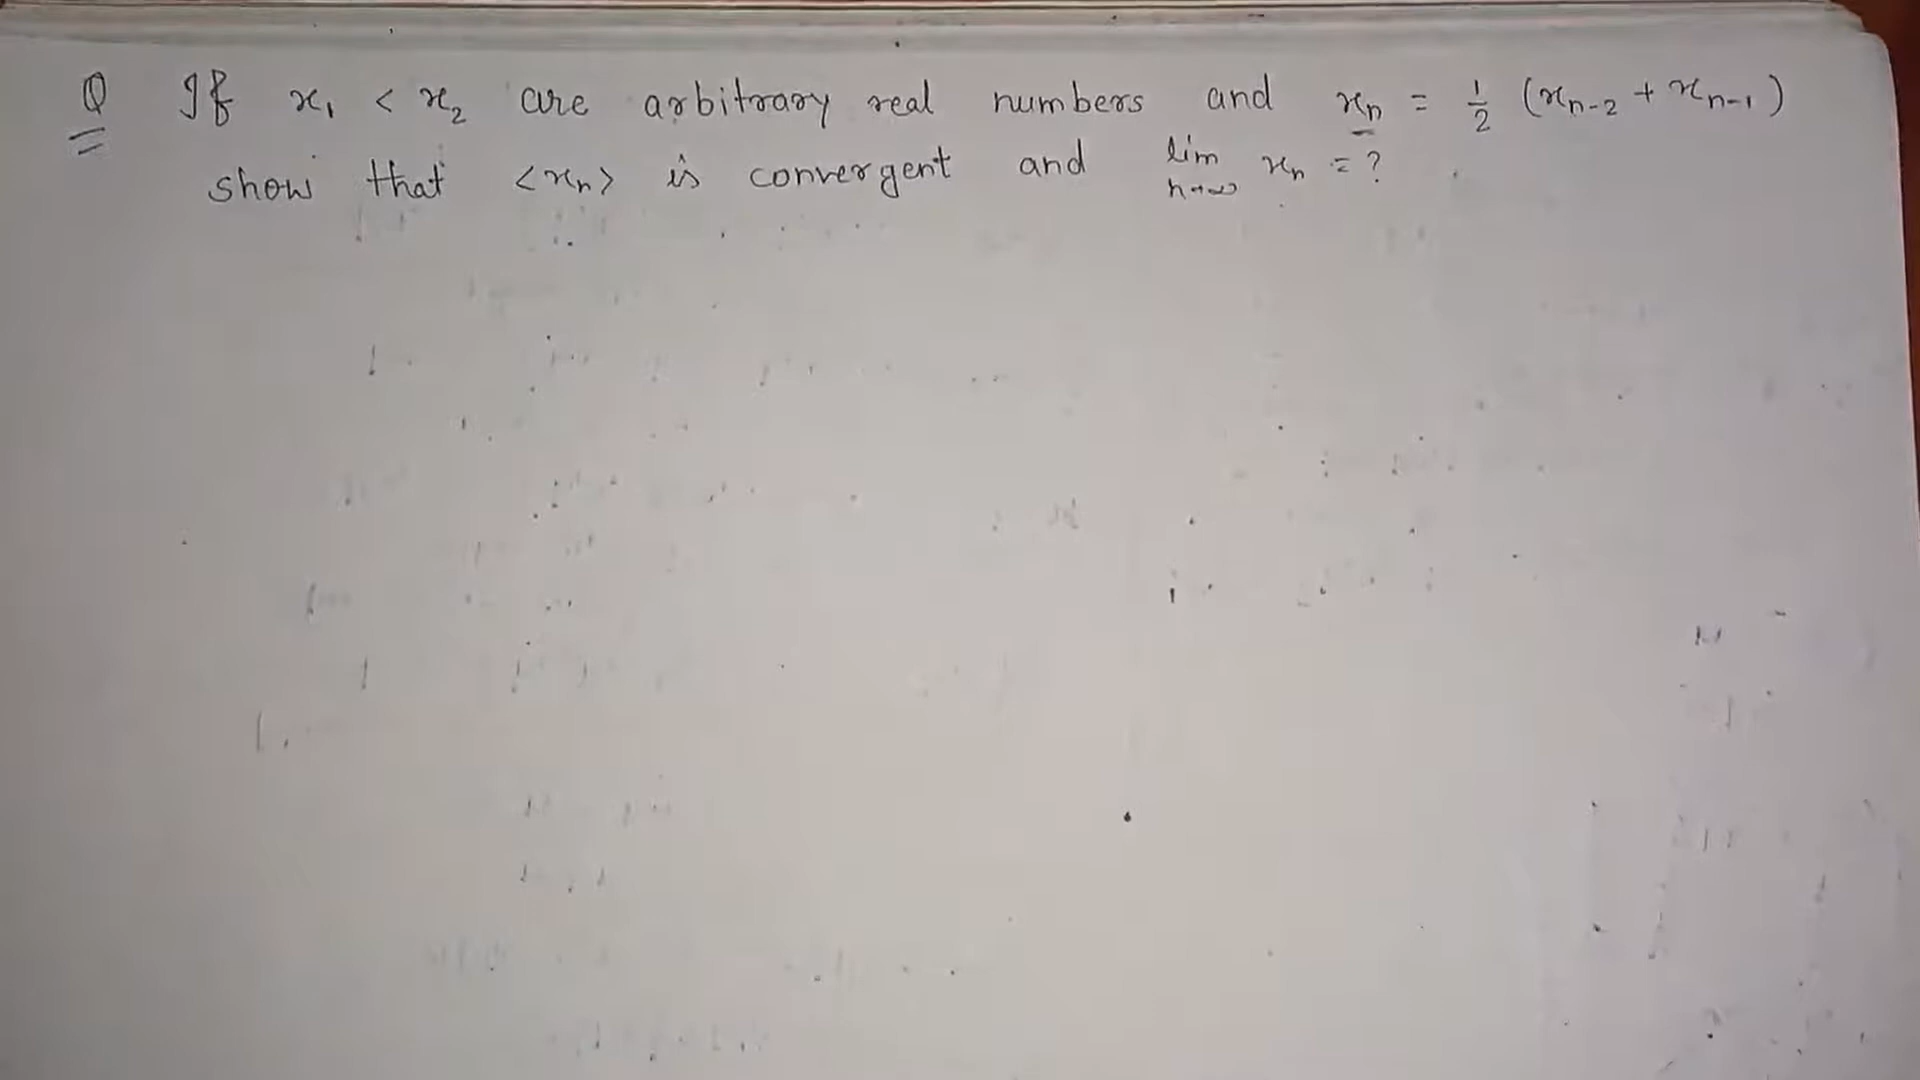 Q If x₁ < x₂ are arbitrary real numbers and xₙ = 1/2 (xₙ₋₂ + xₙ₋₁)
show that <xₙ> is convergent and lim n→∞ xₙ = ?